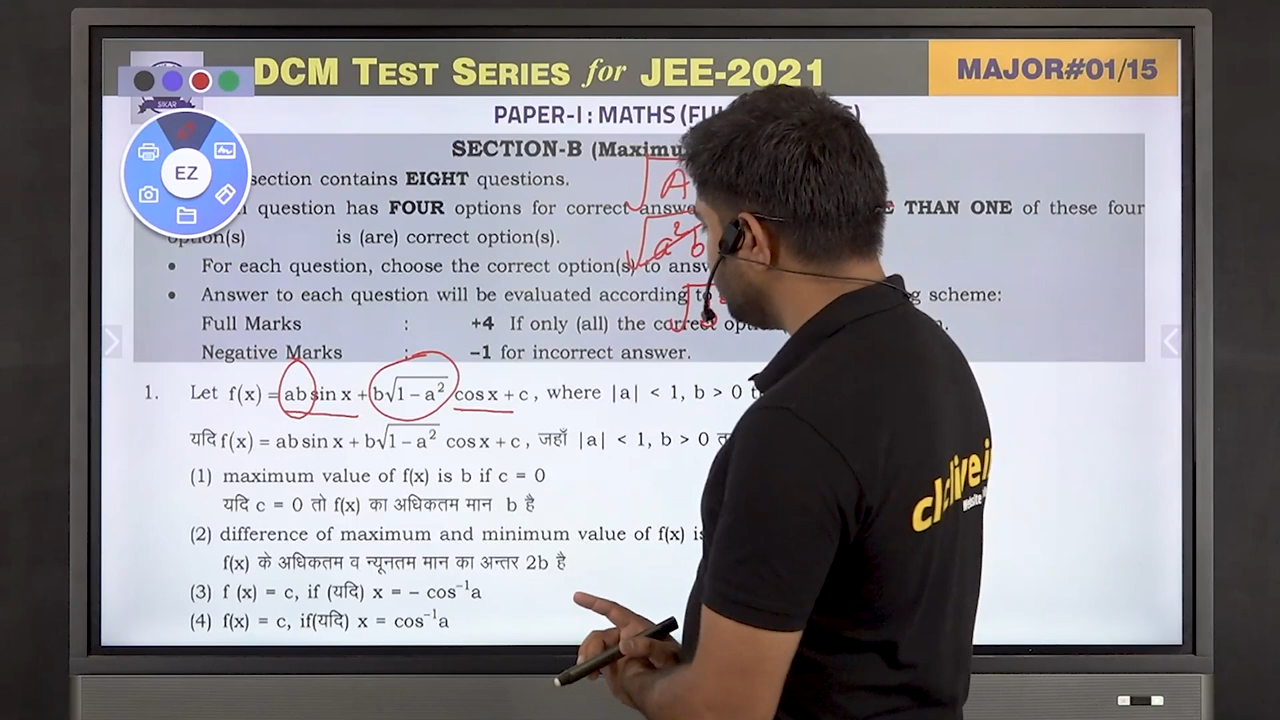 DCM TEST SERIES for JEE-2021
MAJOR#01/15
SIKAR
PAPER-I : MATHS
SECTION-B
section contains EIGHT questions.
question has FOUR options for correct THAN ONE of these four
option(s) is (are) correct option(s).
• For each question, choose the correct option(s) to
• Answer to each question will be evaluated according to scheme:
Full Marks : +4 If only (all) the correct
Negative Marks : –1 for incorrect answer.
EZ
√A
1. Let f(x) = ab sin x + b√1 – a² cos x + c, where |a| < 1, b > 0
यदि f(x) = ab sin x + b√1 – a² cos x + c, जहाँ |a| < 1, b > 0
(1) maximum value of f(x) is b if c = 0
यदि c = 0 तो f(x) का अधिकतम मान b है
(2) difference of maximum and minimum value of f(x)
f(x) के अधिकतम व न्यूनतम मान का अन्तर 2b है
(3) f (x) = c, if (यदि) x = – cos⁻¹a
(4) f(x) = c, if(यदि) x = cos⁻¹a